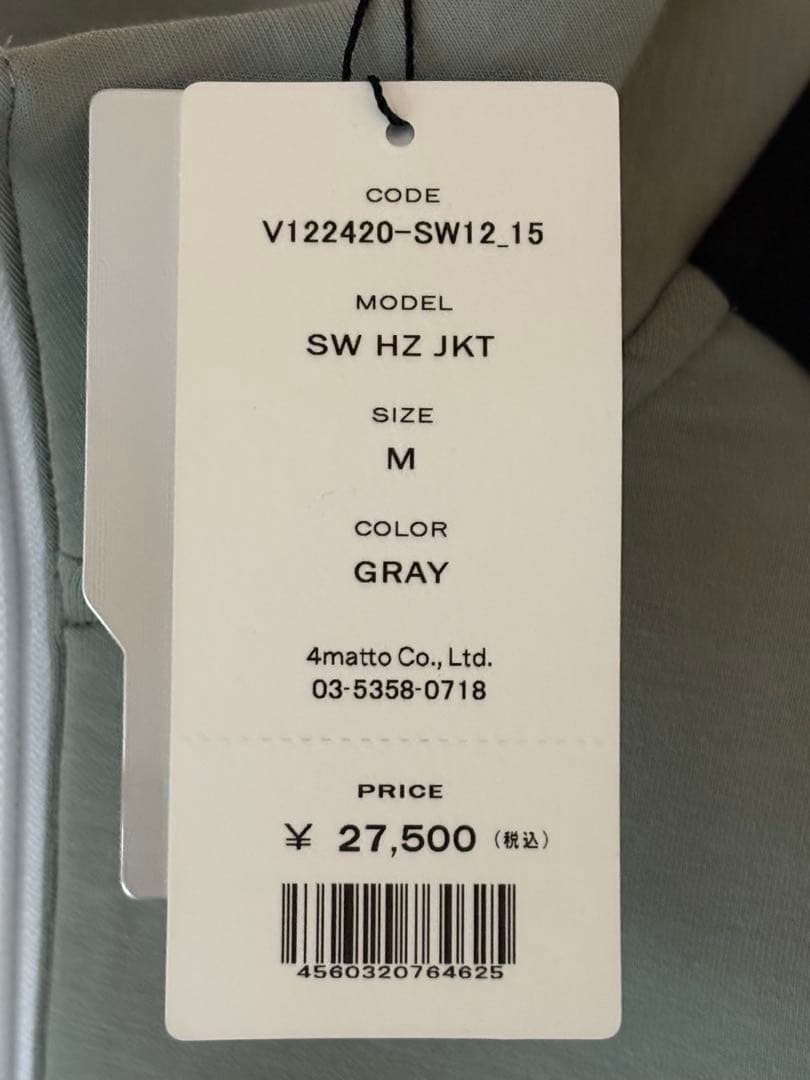 CODE
V122420-SW12_15
MODEL
SW HZ JKT
SIZE
M
COLOR
GRAY
4matto Co., Ltd.
03-5358-0718
PRICE
¥ 27,500 (税込)
4560320764625